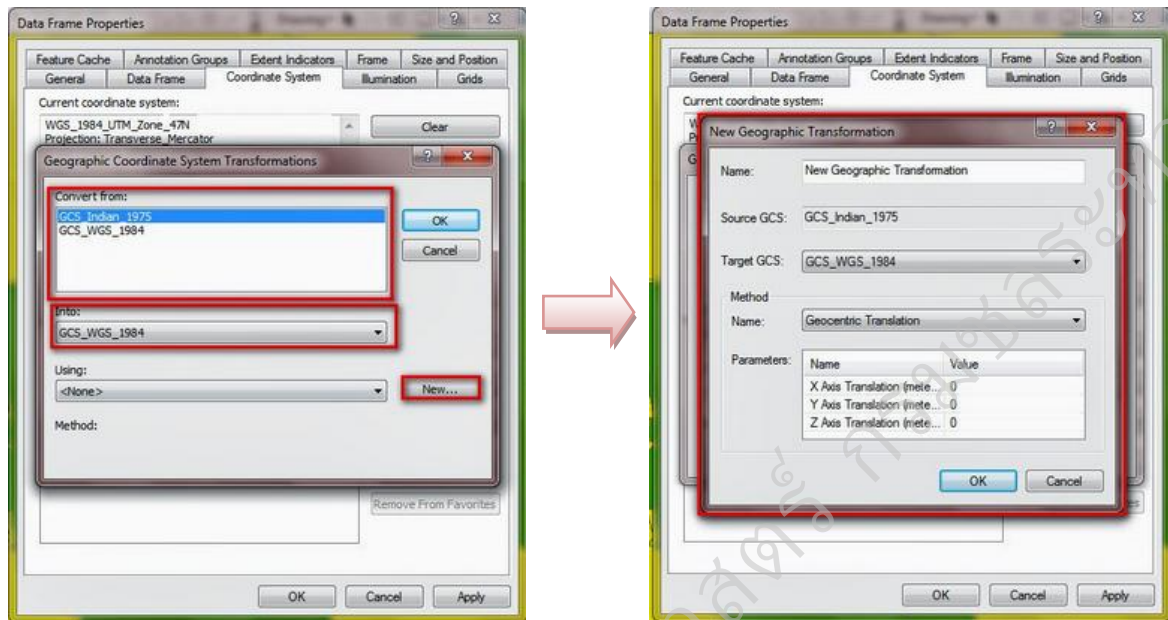 Data Frame Properties
Feature Cache Annotation Groups Extent Indicators Frame Size and Position
General Data Frame Coordinate System Illumination Grids
Current coordinate system:
WGS_1984_UTM_Zone_47N
Projection: Transverse_Mercator
Clear
Geographic Coordinate System Transformations
Convert from:
GCS_Indian_1975
GCS_WGS_1984
OK
Cancel
Into:
GCS_WGS_1984
Using:
<None>
New...
Method:
Remove From Favorites
OK Cancel Apply
Data Frame Properties
Feature Cache Annotation Groups Extent Indicators Frame Size and Position
General Data Frame Coordinate System Illumination Grids
Current coordinate system:
New Geographic Transformation
Name: New Geographic Transformation
Source GCS: GCS_Indian_1975
Target GCS: GCS_WGS_1984
Method
Name: Geocentric Translation
Parameters: Name Value
X Axis Translation (mete... 0
Y Axis Translation (mete... 0
Z Axis Translation (mete... 0
OK Cancel
OK Cancel Apply